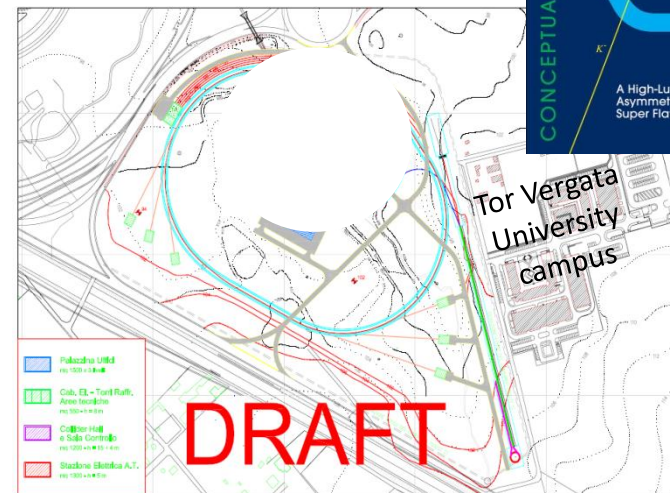 CONCEPTUA
K
A High-Lu
Asymmet
Super Fla
Tor Vergata
University
campus
Palazzina Uffici
Cab. El. + Torri Raffr.
Aree tecniche
Collider Hall
e Sala Controllo
Stazione Elettrica A.T.
DRAFT